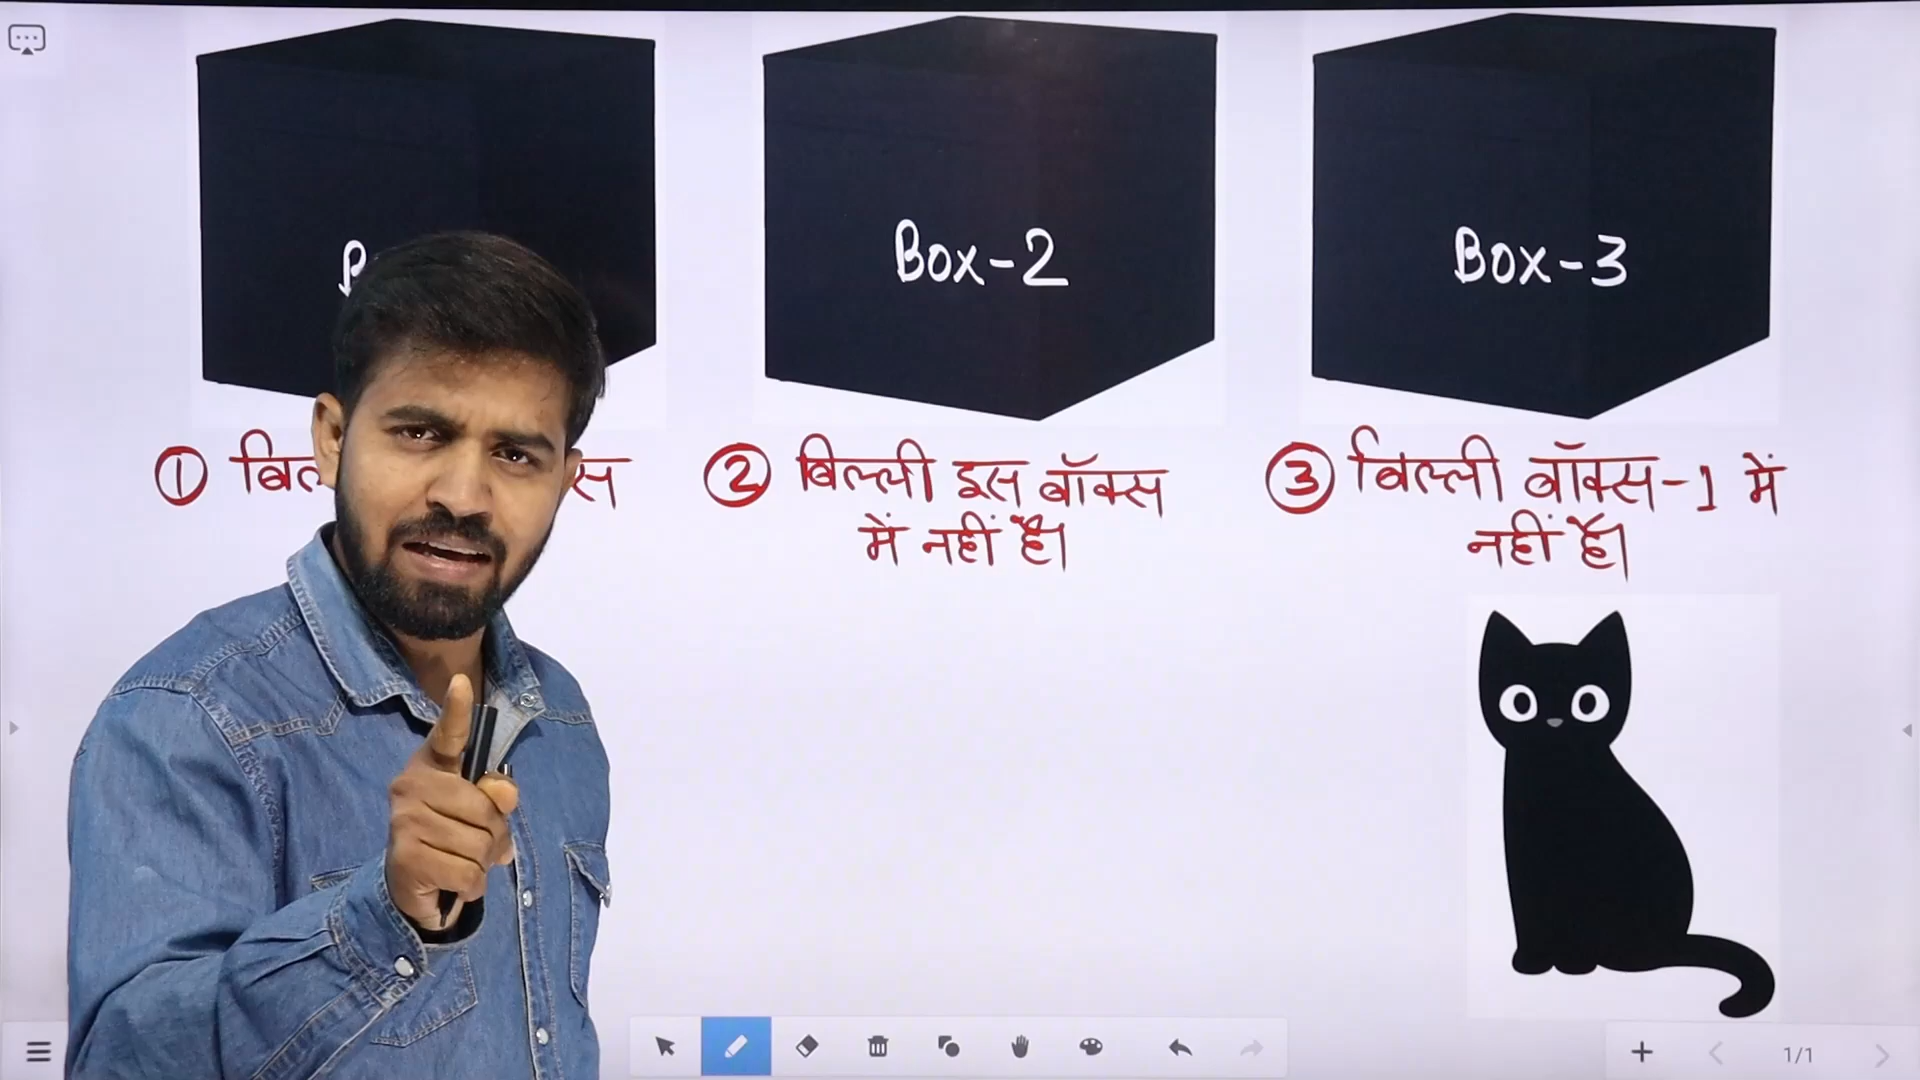 Box-2
Box-3
①
② बिल्ली इस बॉक्स
में नहीं है।
③ बिल्ली बॉक्स-1 में
नहीं है।
1/1